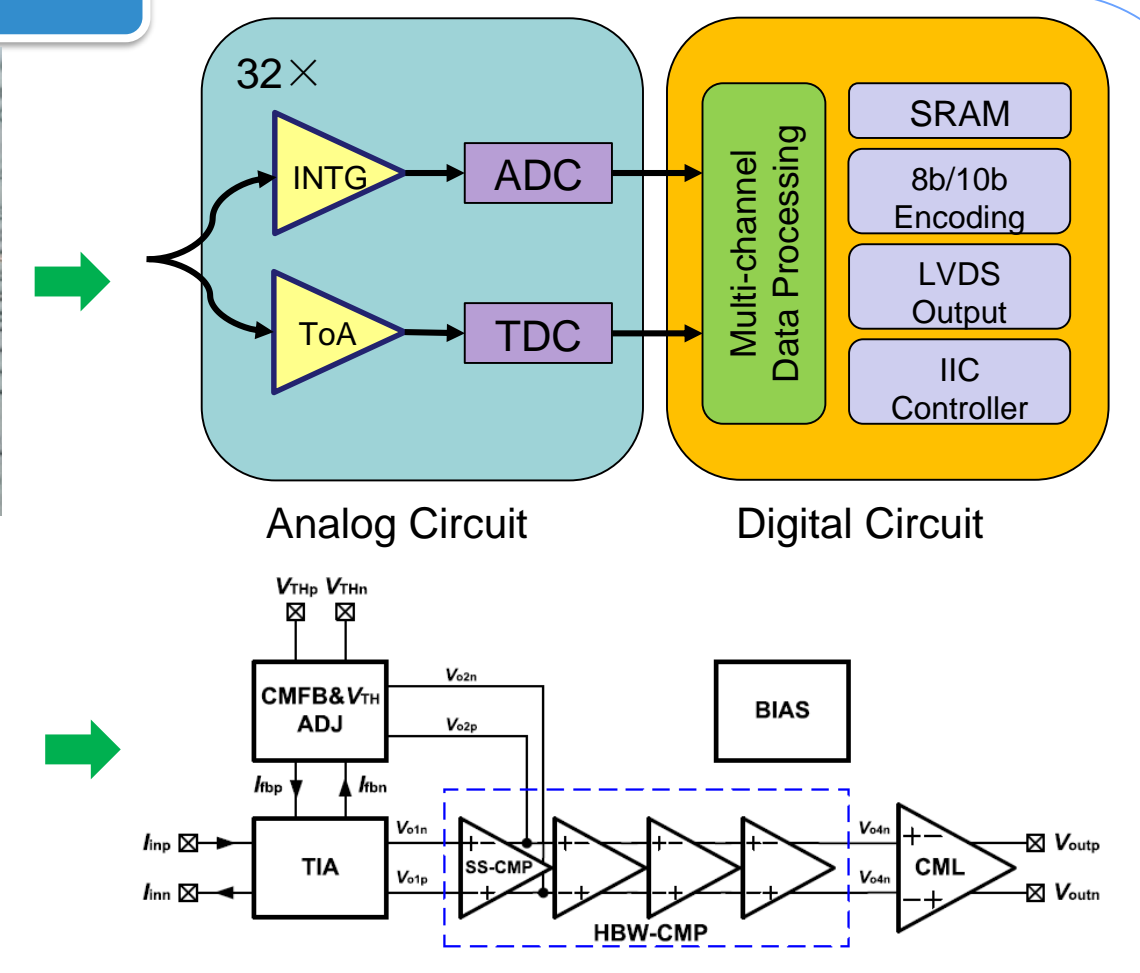 32×
INTG
ADC
ToA
TDC
Multi-channel
Data Processing
SRAM
8b/10b
Encoding
LVDS
Output
IIC
Controller
Analog Circuit
Digital Circuit
VTHp VTHn
CMFB&VTH
ADJ
Vo2n
Vo2p
BIAS
Ifbp
Ifbn
Iinp
Iinn
TIA
Vo1n
Vo1p
+ −
SS-CMP
− +
+ −
− +
+ −
− +
+ −
− +
HBW-CMP
Vo4n
Vo4n
+ −
CML
− +
Voutp
Voutn